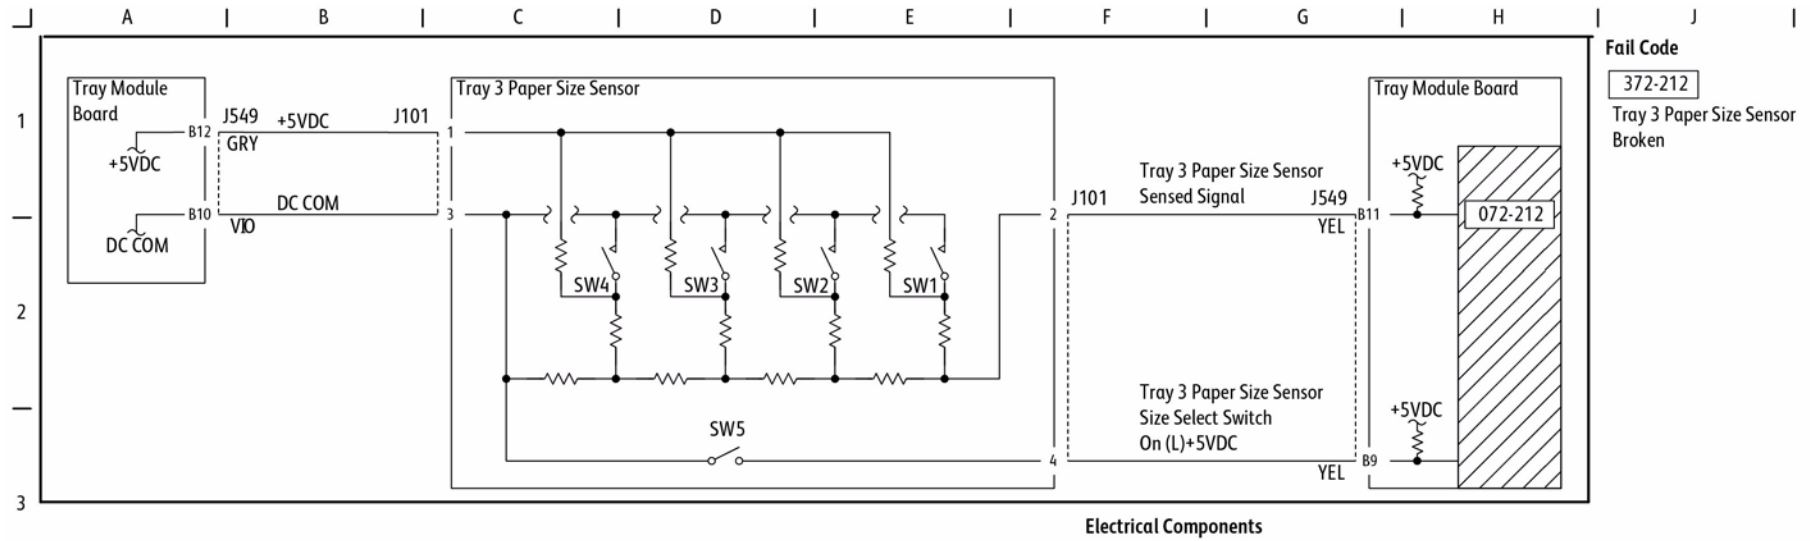 A B C D E F G H J
Fail Code
372-212
Tray 3 Paper Size Sensor
Broken
1
2
3
Tray Module
Board
B12
+5VDC
B10
DC COM
J549
+5VDC
J101
GRY
DC COM
VIO
Tray 3 Paper Size Sensor
1
3
SW4
SW3
SW2
SW1
SW5
2
4
J101
Tray 3 Paper Size Sensor
Sensed Signal
J549
YEL
Tray 3 Paper Size Sensor
Size Select Switch
On (L)+5VDC
YEL
Tray Module Board
+5VDC
B11
072-212
+5VDC
B9
Electrical Components